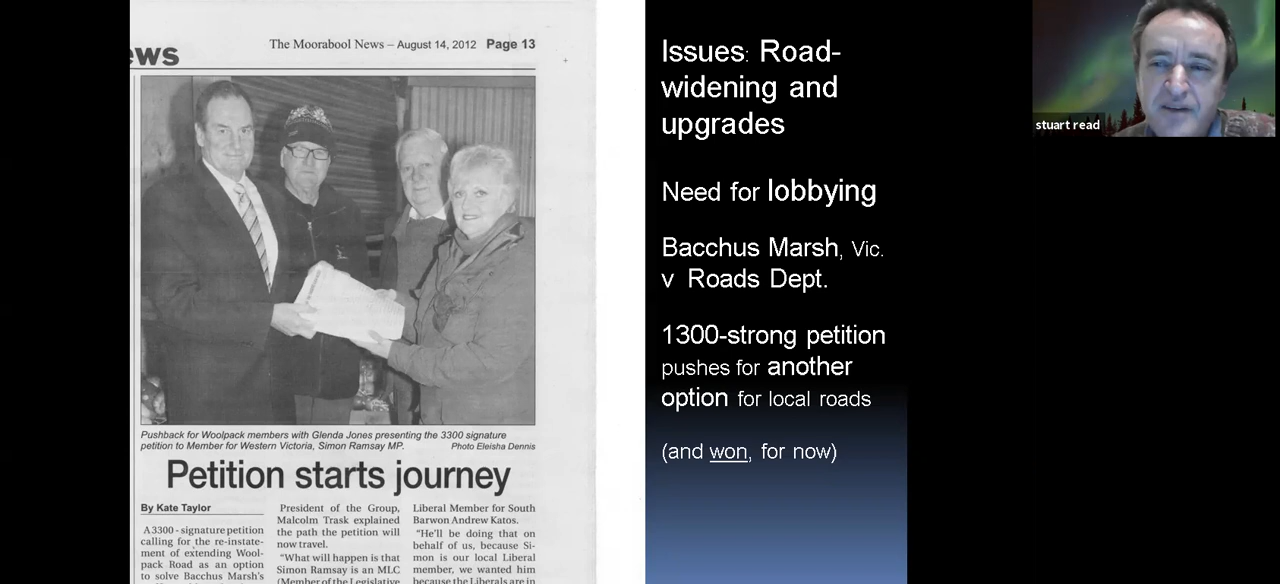 ews
The Moorabool News – August 14, 2012 Page 13
Pushback for Woolpack members with Glenda Jones presenting the 3300 signature
petition to Member for Western Victoria, Simon Ramsay MP. Photo Eleisha Dennis
Petition starts journey
By Kate Taylor
A 3300 - signature petition
calling for the re-instate-
ment of extending Wool-
pack Road as an option
to solve Bacchus Marsh's
President of the Group,
Malcolm Trask explained
the path the petition will
now travel.
"What will happen is that
Simon Ramsay is an MLC
(Member of the Legislative
Liberal Member for South
Barwon Andrew Katos.
"He'll be doing that on
behalf of us, because Si-
mon is our local Liberal
member, we wanted him
because the Liberals are in
Issues: Road-
widening and
upgrades
Need for lobbying
Bacchus Marsh, Vic.
v Roads Dept.
1300-strong petition
pushes for another
option for local roads
(and won, for now)
stuart read